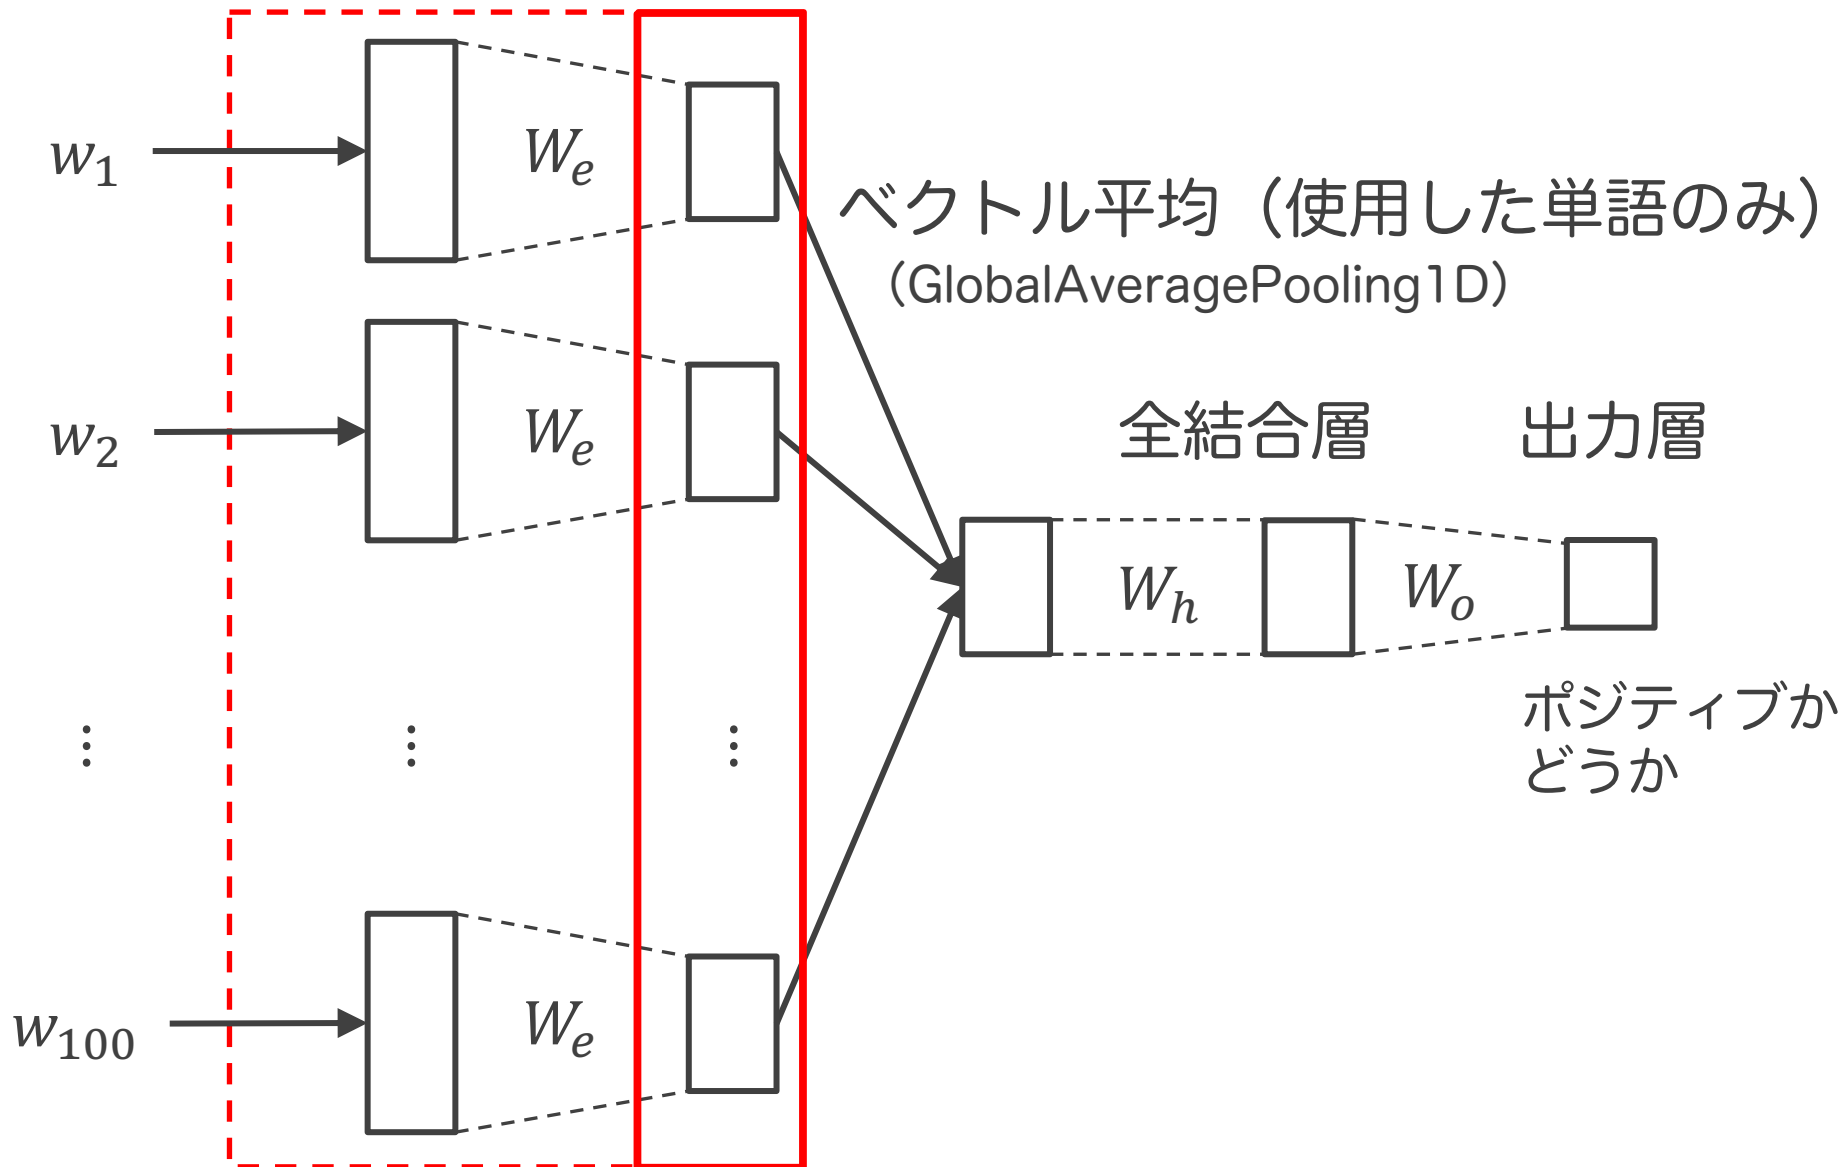 w₁
Wₑ
ベクトル平均（使用した単語のみ）
（GlobalAveragePooling1D）
w₂
Wₑ
全結合層
出力層
Wₕ
Wₒ
ポジティブか
どうか
⋮ ⋮ ⋮
w₁₀₀
Wₑ